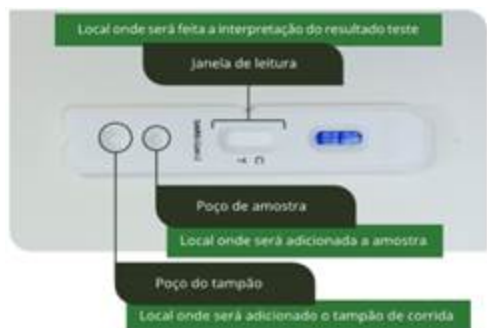 Local onde será feita a interpretação do resultado teste
Janela de leitura
C
T
Poço de amostra
Local onde será adicionada a amostra
Poço do tampão
Local onde será adicionado o tampão de corrida